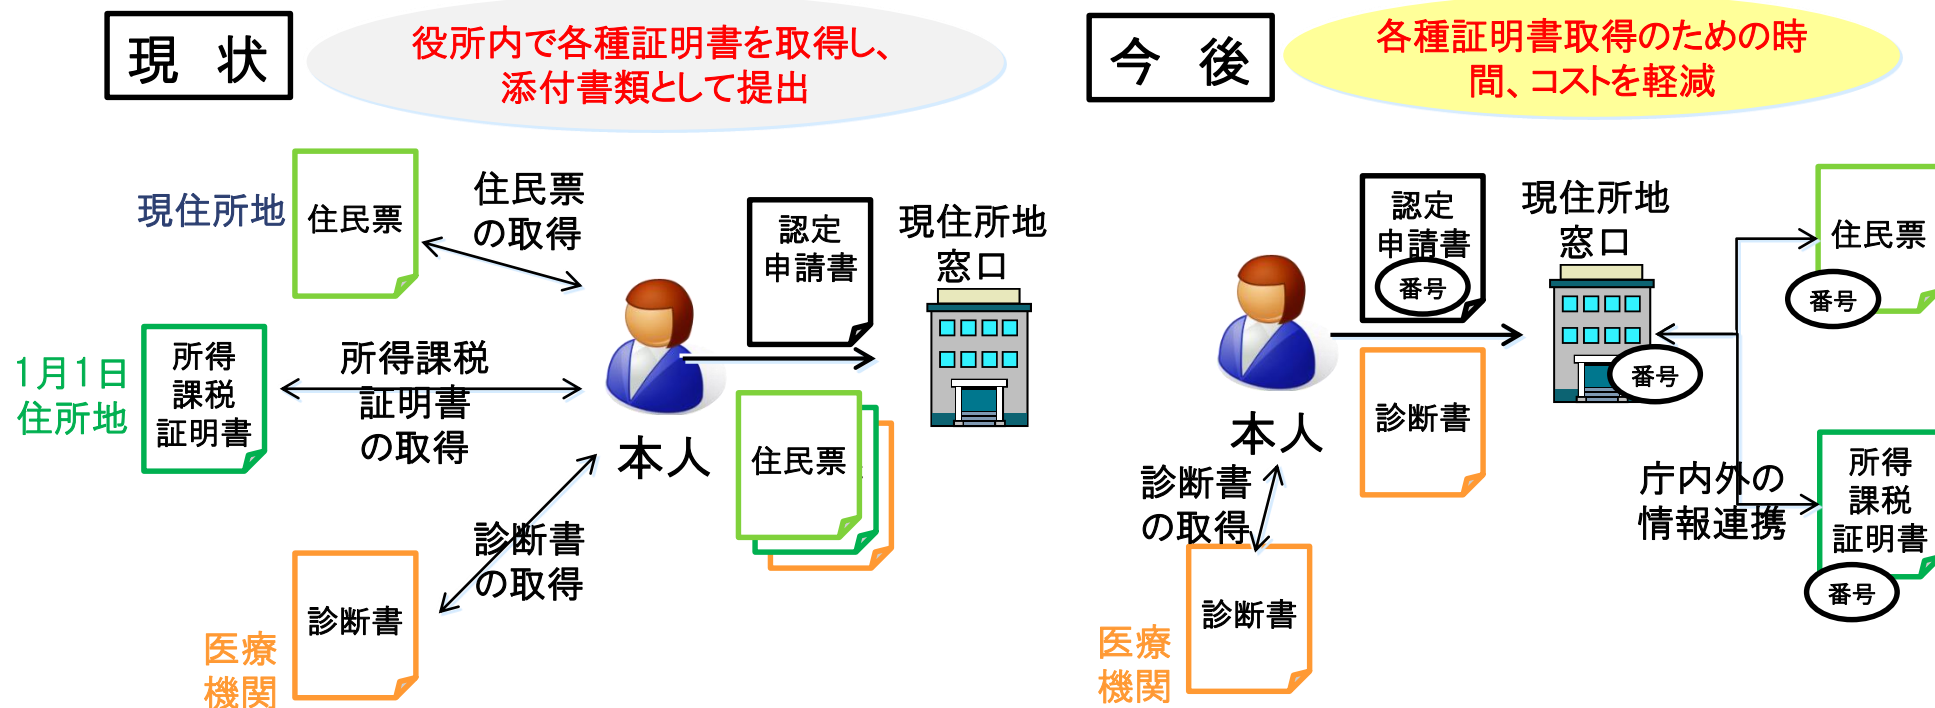 現　状
役所内で各種証明書を取得し、
添付書類として提出
現住所地
住民票
住民票
の取得
1月1日
住所地
所得
課税
証明書
所得課税
証明書
の取得
医療
機関
診断書
診断書
の取得
本人
認定
申請書
住民票
現住所地
窓口
今　後
各種証明書取得のための時
間、コストを軽減
本人
認定
申請書
番号
診断書
診断書
の取得
医療
機関
診断書
現住所地
窓口
番号
庁内外の
情報連携
住民票
番号
所得
課税
証明書
番号